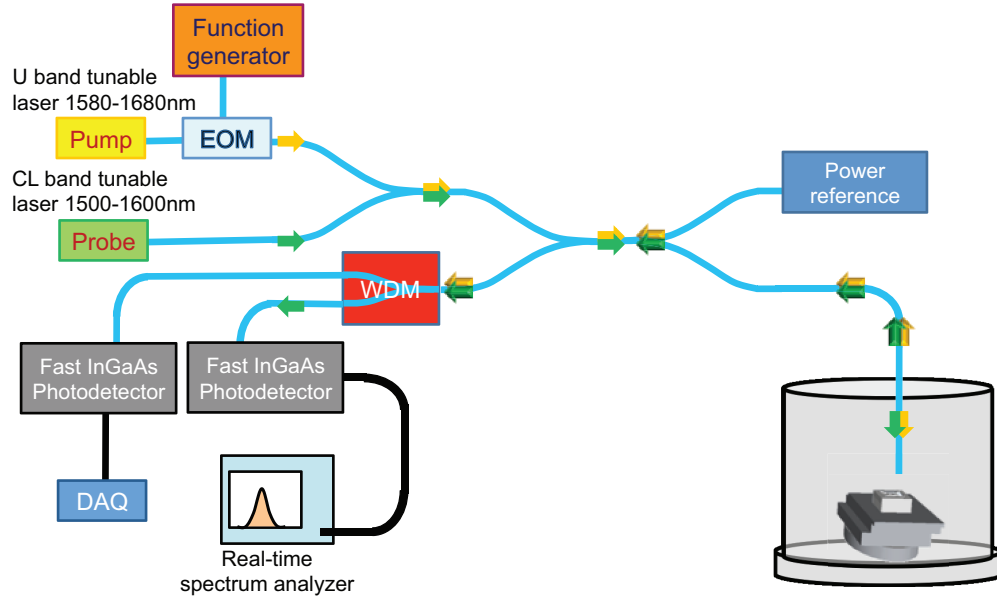 Function
generator
U band tunable
laser 1580-1680nm
Pump
EOM
CL band tunable
laser 1500-1600nm
Probe
Power
reference
WDM
Fast InGaAs
Photodetector
Fast InGaAs
Photodetector
DAQ
Real-time
spectrum analyzer